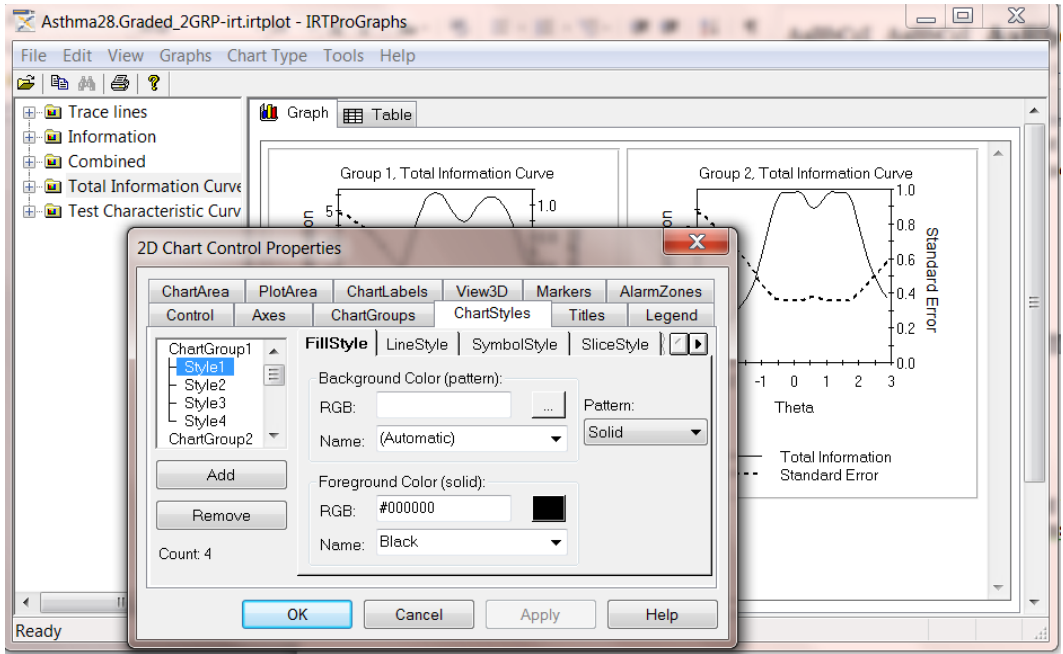 Asthma28.Graded_2GRP-irt.irtplot - IRTProGraphs
File Edit View Graphs Chart Type Tools Help
Graph Table
Trace lines
Information
Combined
Total Information Curve
Test Characteristic Curv
Group 1, Total Information Curve
5
1.0
Group 2, Total Information Curve
1.0
0.8
0.6
0.4
0.2
0.0
Standard Error
-1 0 1 2 3
Theta
Total Information
Standard Error
2D Chart Control Properties
ChartArea PlotArea ChartLabels View3D Markers AlarmZones
Control Axes ChartGroups ChartStyles Titles Legend
ChartGroup1
Style1
Style2
Style3
Style4
ChartGroup2
Add
Remove
Count: 4
FillStyle LineStyle SymbolStyle SliceStyle
Background Color (pattern):
RGB: ...
Name: (Automatic)
Pattern:
Solid
Foreground Color (solid):
RGB: #000000
Name: Black
OK Cancel Apply Help
Ready